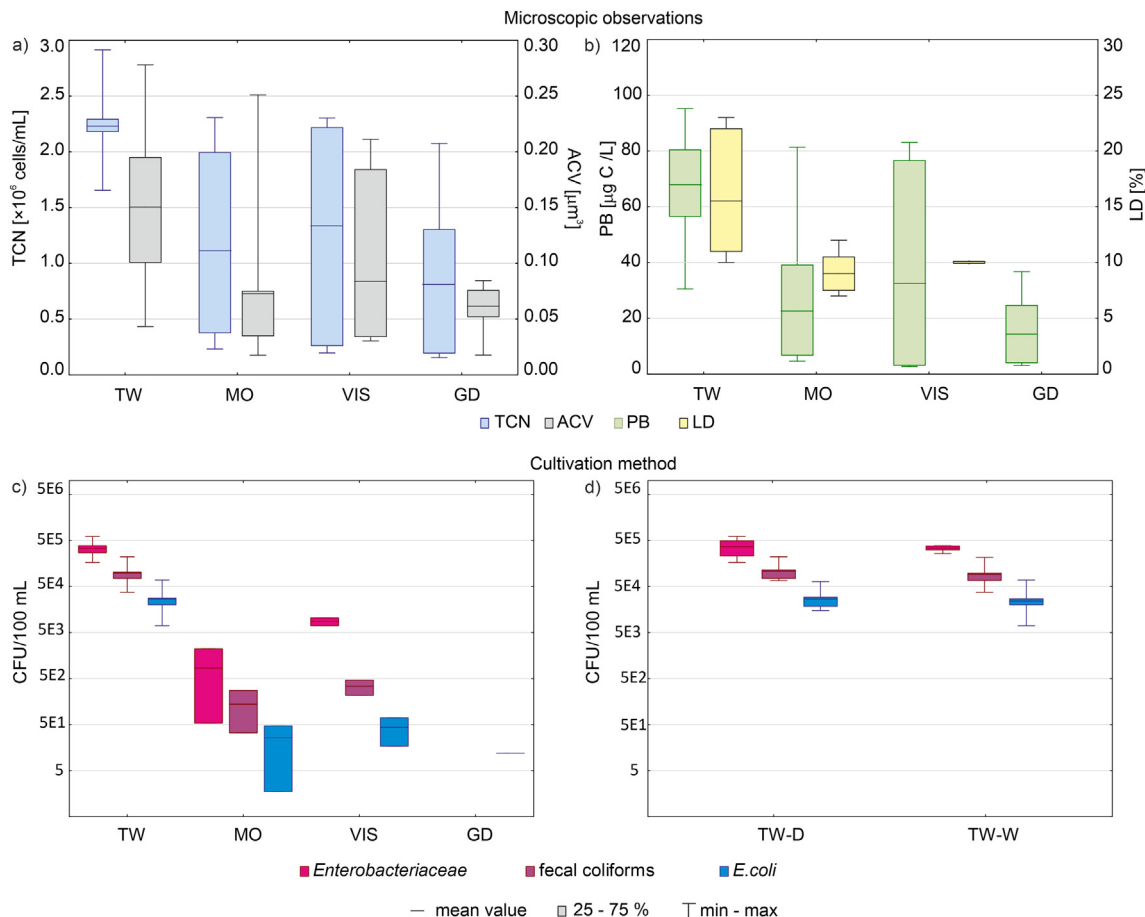 Microscopic observations
a)
3.0
2.5
2.0
1.5
1.0
0.5
0.0
TCN [×10⁶ cells/mL]
0.30
0.25
0.20
0.15
0.10
0.05
0.00
ACV [µm³]
TW MO VIS GD
b)
120
100
80
60
40
20
0
PB [µg C /L]
30
25
20
15
10
5
0
LD [%]
TW MO VIS GD
TCN ACV PB LD
Cultivation method
c)
5E6
5E5
5E4
5E3
5E2
5E1
5
CFU/100 mL
TW MO VIS GD
d)
5E6
5E5
5E4
5E3
5E2
5E1
5
CFU/100 mL
TW-D TW-W
Enterobacteriaceae fecal coliforms E.coli
mean value 25 - 75 % min - max